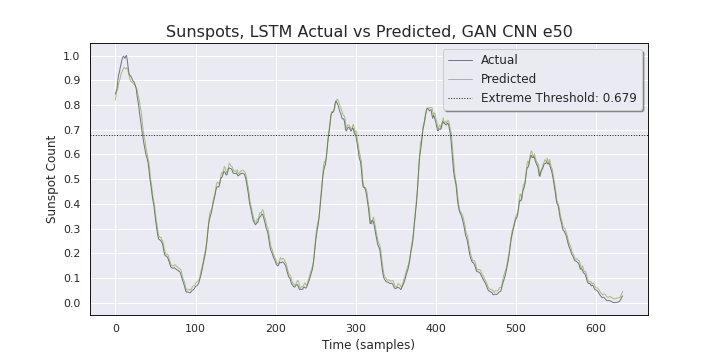 Sunspots, LSTM Actual vs Predicted, GAN CNN e50
Actual
Predicted
Extreme Threshold: 0.679
1.0
0.9
0.8
0.7
0.6
0.5
0.4
0.3
0.2
0.1
0.0
Sunspot Count
0 100 200 300 400 500 600
Time (samples)